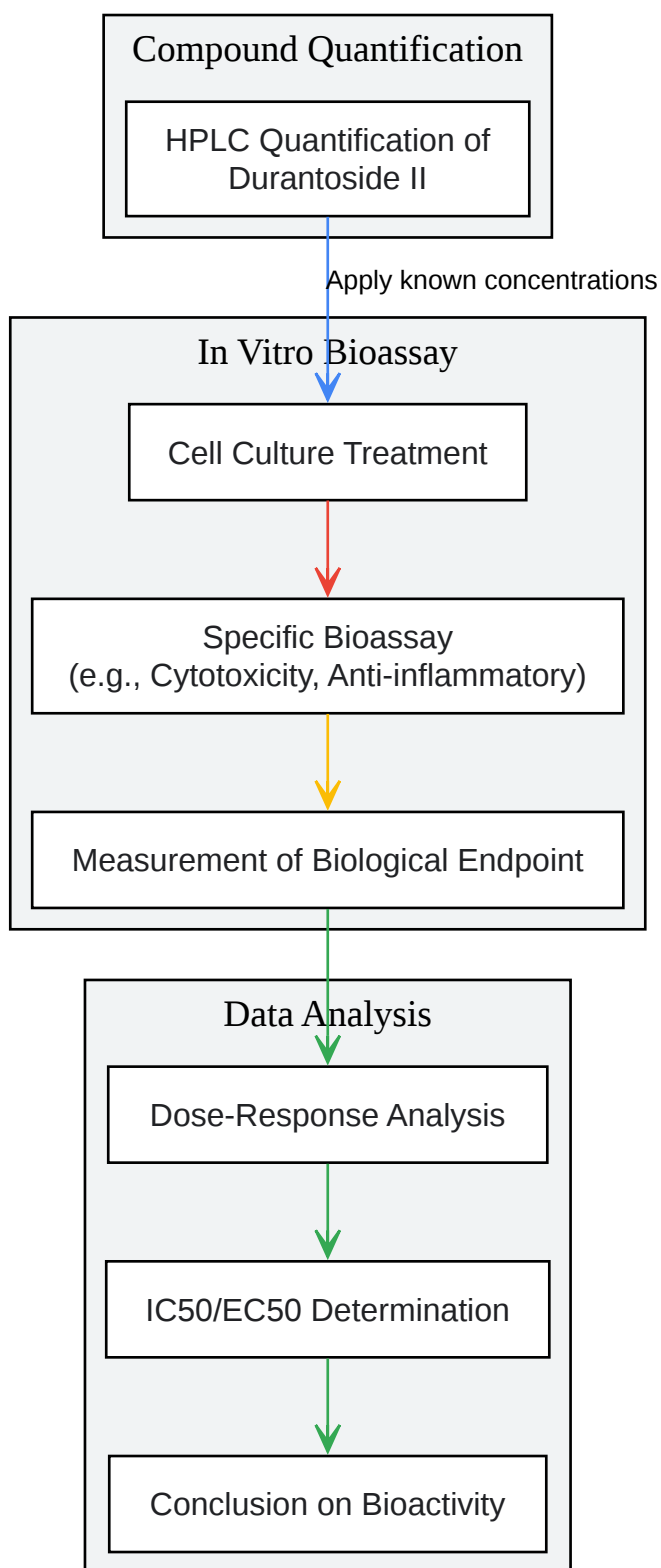 Compound Quantification
HPLC Quantification of
Durantoside II
Apply known concentrations
In Vitro Bioassay
Cell Culture Treatment
Specific Bioassay
(e.g., Cytotoxicity, Anti-inflammatory)
Measurement of Biological Endpoint
Data Analysis
Dose-Response Analysis
IC50/EC50 Determination
Conclusion on Bioactivity